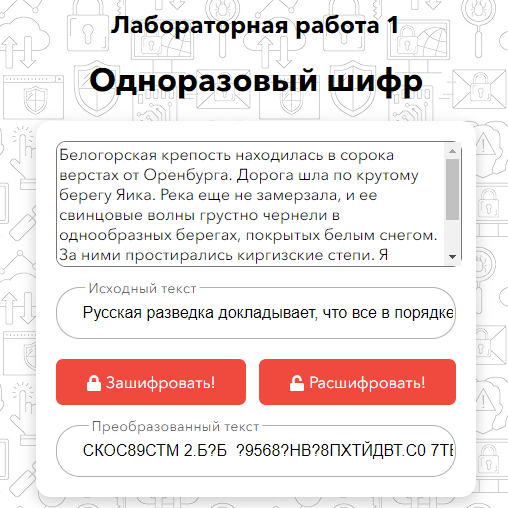 Лабораторная работа 1
Одноразовый шифр
Белогорская крепость находилась в сорока
верстах от Оренбурга. Дорога шла по крутому
берегу Яика. Река еще не замерзала, и ее
свинцовые волны грустно чернели в
однообразных берегах, покрытых белым снегом.
За ними простирались киргизские степи. Я
Исходный текст
Русская разведка докладывает, что все в порядке
Зашифровать!
Расшифровать!
Преобразованный текст
СКОС89СТМ 2.Б?Б  ?9568?НВ?8ПХТЙДВТ.С0 7ТЕ